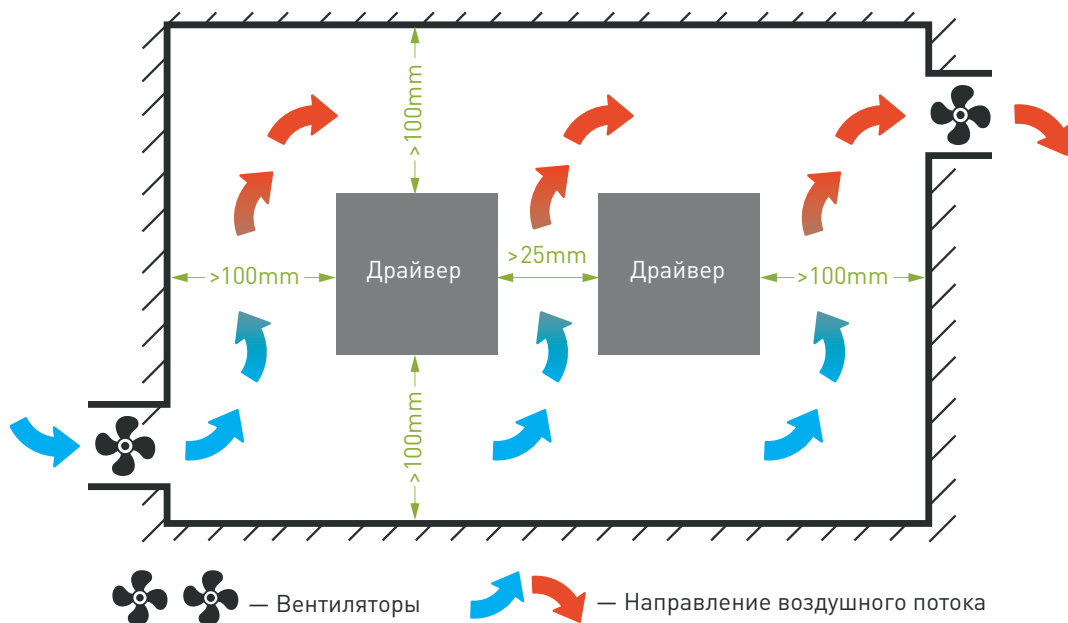 >100mm
>25mm
Драйвер
Драйвер
>100mm
>100mm
>100mm
— Вентиляторы
— Направление воздушного потока